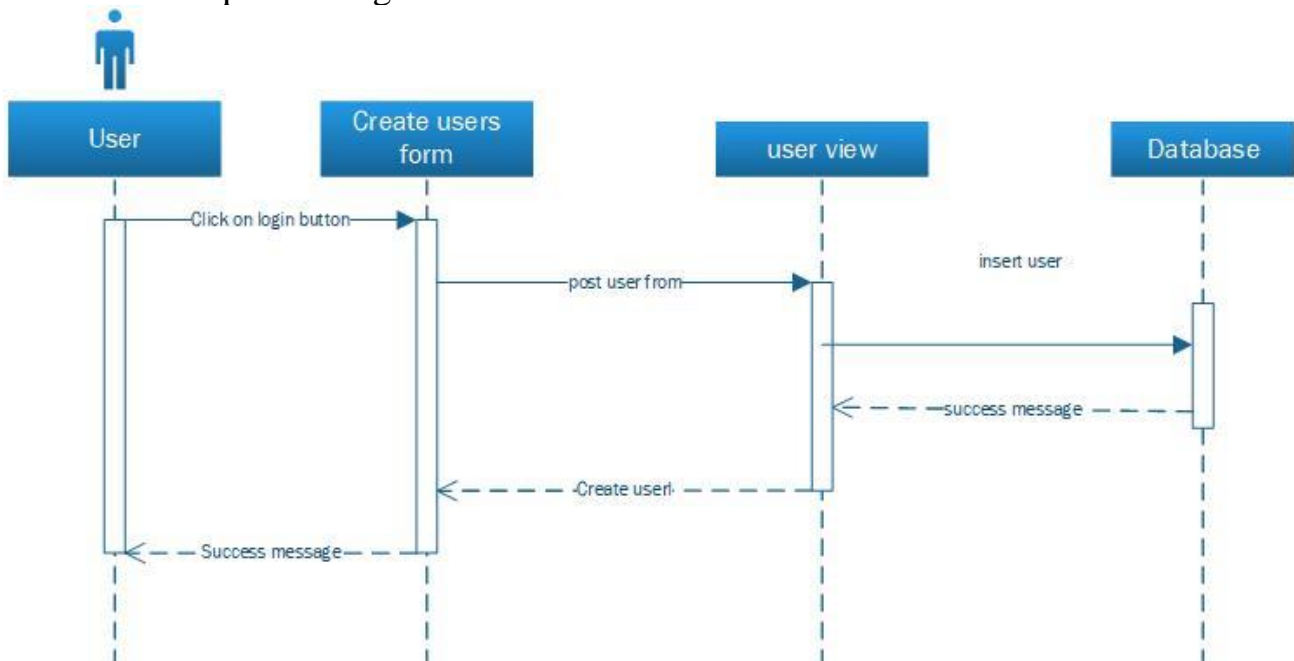 User
Create users
form
user view
Database
Click on login button
post user from
insert user
success message
Create userl
Success message